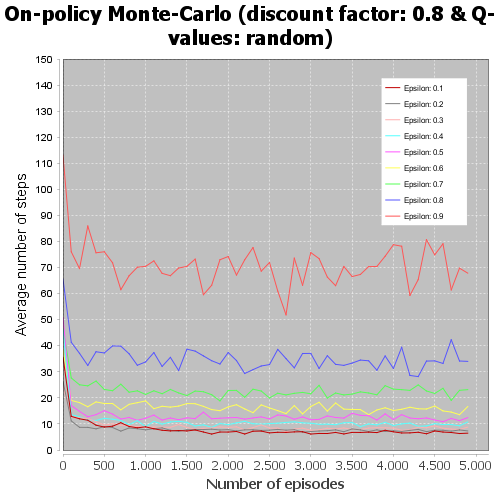 On-policy Monte-Carlo (discount factor: 0.8 & Q-
values: random)
150
140
130
120
110
100
90
80
70
60
50
40
30
20
10
0
Average number of steps
Epsilon: 0.1
Epsilon: 0.2
Epsilon: 0.3
Epsilon: 0.4
Epsilon: 0.5
Epsilon: 0.6
Epsilon: 0.7
Epsilon: 0.8
Epsilon: 0.9
0 500 1.000 1.500 2.000 2.500 3.000 3.500 4.000 4.500 5.000
Number of episodes